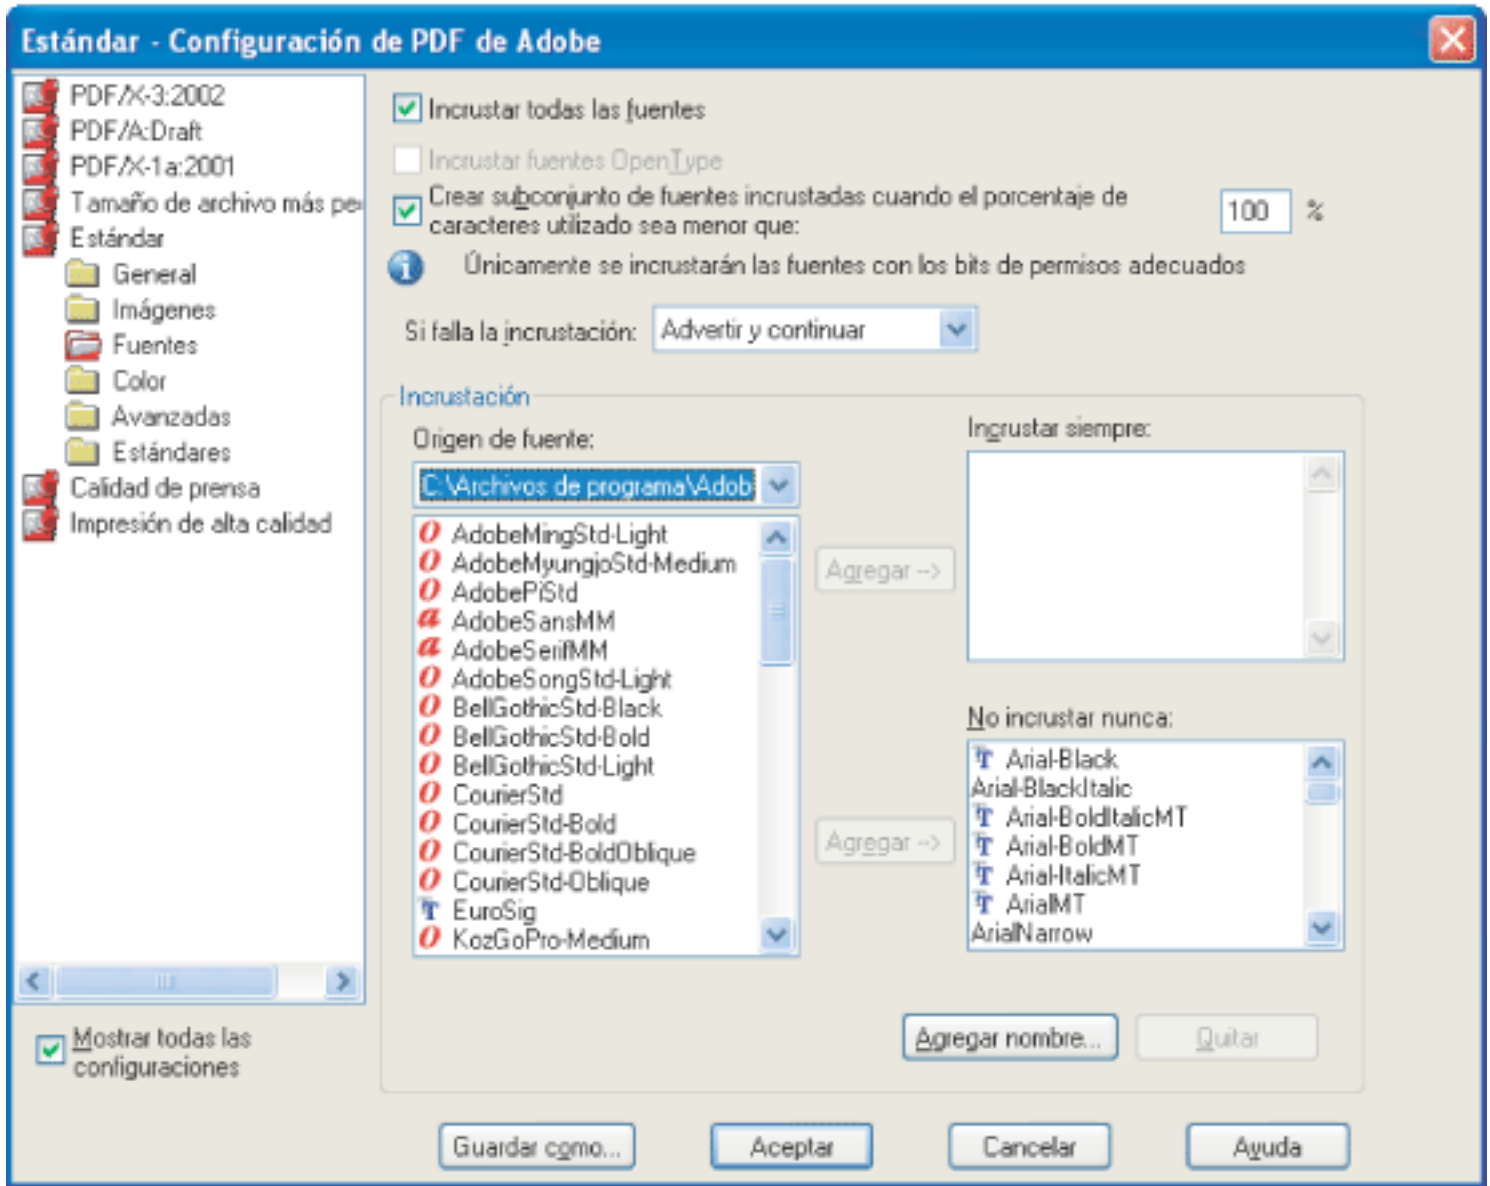 Estándar - Configuración de PDF de Adobe
PDF/X-3:2002
PDF/A:Draft
PDF/X-1a:2001
Tamaño de archivo más pe
Estándar
General
Imágenes
Fuentes
Color
Avanzadas
Estándares
Calidad de prensa
Impresión de alta calidad
Mostrar todas las
configuraciones
Incrustar todas las fuentes
Incrustar fuentes OpenType
Crear subconjunto de fuentes incrustadas cuando el porcentaje de
caracteres utilizado sea menor que:
100 %
Únicamente se incrustarán las fuentes con los bits de permisos adecuados
Si falla la incrustación: Advertir y continuar
Incrustación
Origen de fuente:
C:\Archivos de programa\Adob
AdobeMingStd-Light
AdobeMyungjoStd-Medium
AdobePiStd
AdobeSansMM
AdobeSerifMM
AdobeSongStd-Light
BellGothicStd-Black
BellGothicStd-Bold
BellGothicStd-Light
CourierStd
CourierStd-Bold
CourierStd-BoldOblique
CourierStd-Oblique
EuroSig
KozGoPro-Medium
Agregar -->
Agregar -->
Incrustar siempre:
No incrustar nunca:
Arial-Black
Arial-BlackItalic
Arial-BoldItalicMT
Arial-BoldMT
Arial-ItalicMT
ArialMT
ArialNarrow
Agregar nombre...
Quitar
Guardar como...
Aceptar
Cancelar
Ayuda